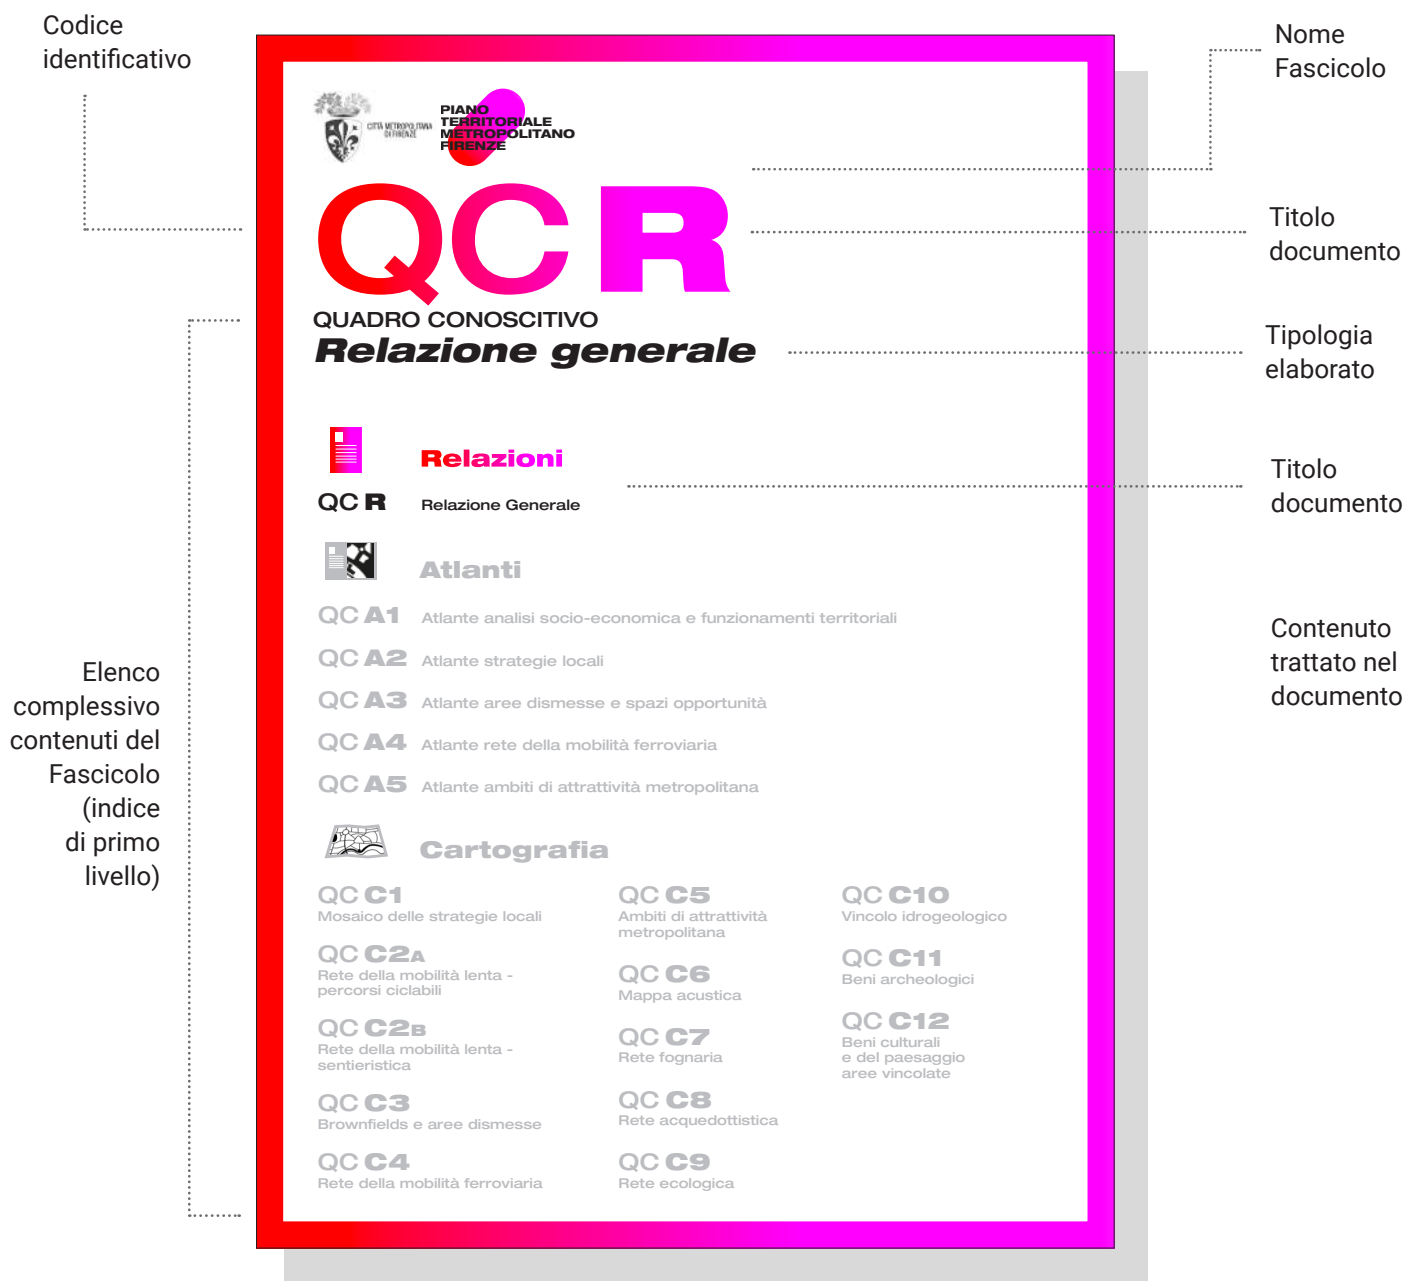 Codice
identificativo
Nome
Fascicolo
CITTÀ METROPOLITANA
DI FIRENZE
PIANO
TERRITORIALE
METROPOLITANO
FIRENZE
QC R
Titolo
documento
QUADRO CONOSCITIVO
Relazione generale
Tipologia
elaborato
Relazioni
QC R Relazione Generale
Titolo
documento
Atlanti
QC A1 Atlante analisi socio-economica e funzionamenti territoriali
QC A2 Atlante strategie locali
QC A3 Atlante aree dismesse e spazi opportunità
QC A4 Atlante rete della mobilità ferroviaria
QC A5 Atlante ambiti di attrattività metropolitana
Contenuto
trattato nel
documento
Elenco
complessivo
contenuti del
Fascicolo
(indice
di primo
livello)
Cartografia
QC C1
Mosaico delle strategie locali
QC C2A
Rete della mobilità lenta -
percorsi ciclabili
QC C2B
Rete della mobilità lenta -
sentieristica
QC C3
Brownfields e aree dismesse
QC C4
Rete della mobilità ferroviaria
QC C5
Ambiti di attrattività
metropolitana
QC C6
Mappa acustica
QC C7
Rete fognaria
QC C8
Rete acquedottistica
QC C9
Rete ecologica
QC C10
Vincolo idrogeologico
QC C11
Beni archeologici
QC C12
Beni culturali
e del paesaggio
aree vincolate